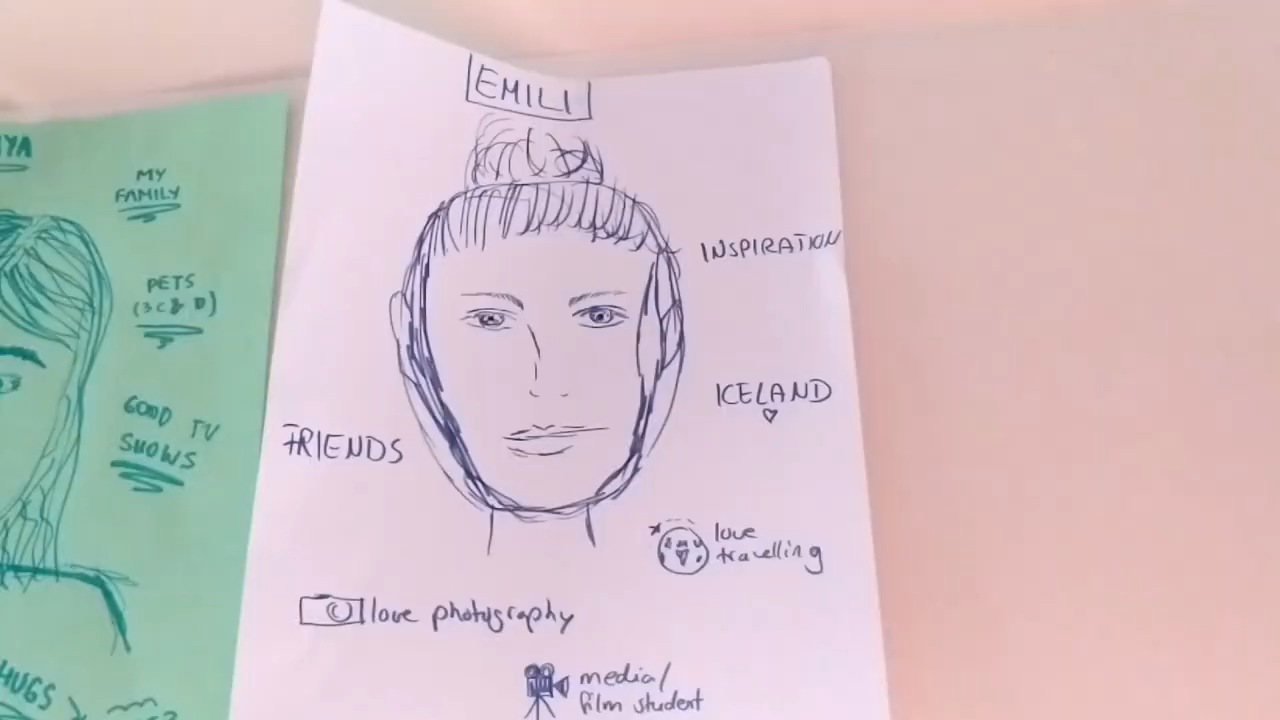 MY
FAMILY
PETS
GOOD TV
SHOWS
HUGS
EMILI
INSPIRATION
ICELAND
FRIENDS
love
travelling
love photography
media/
film student